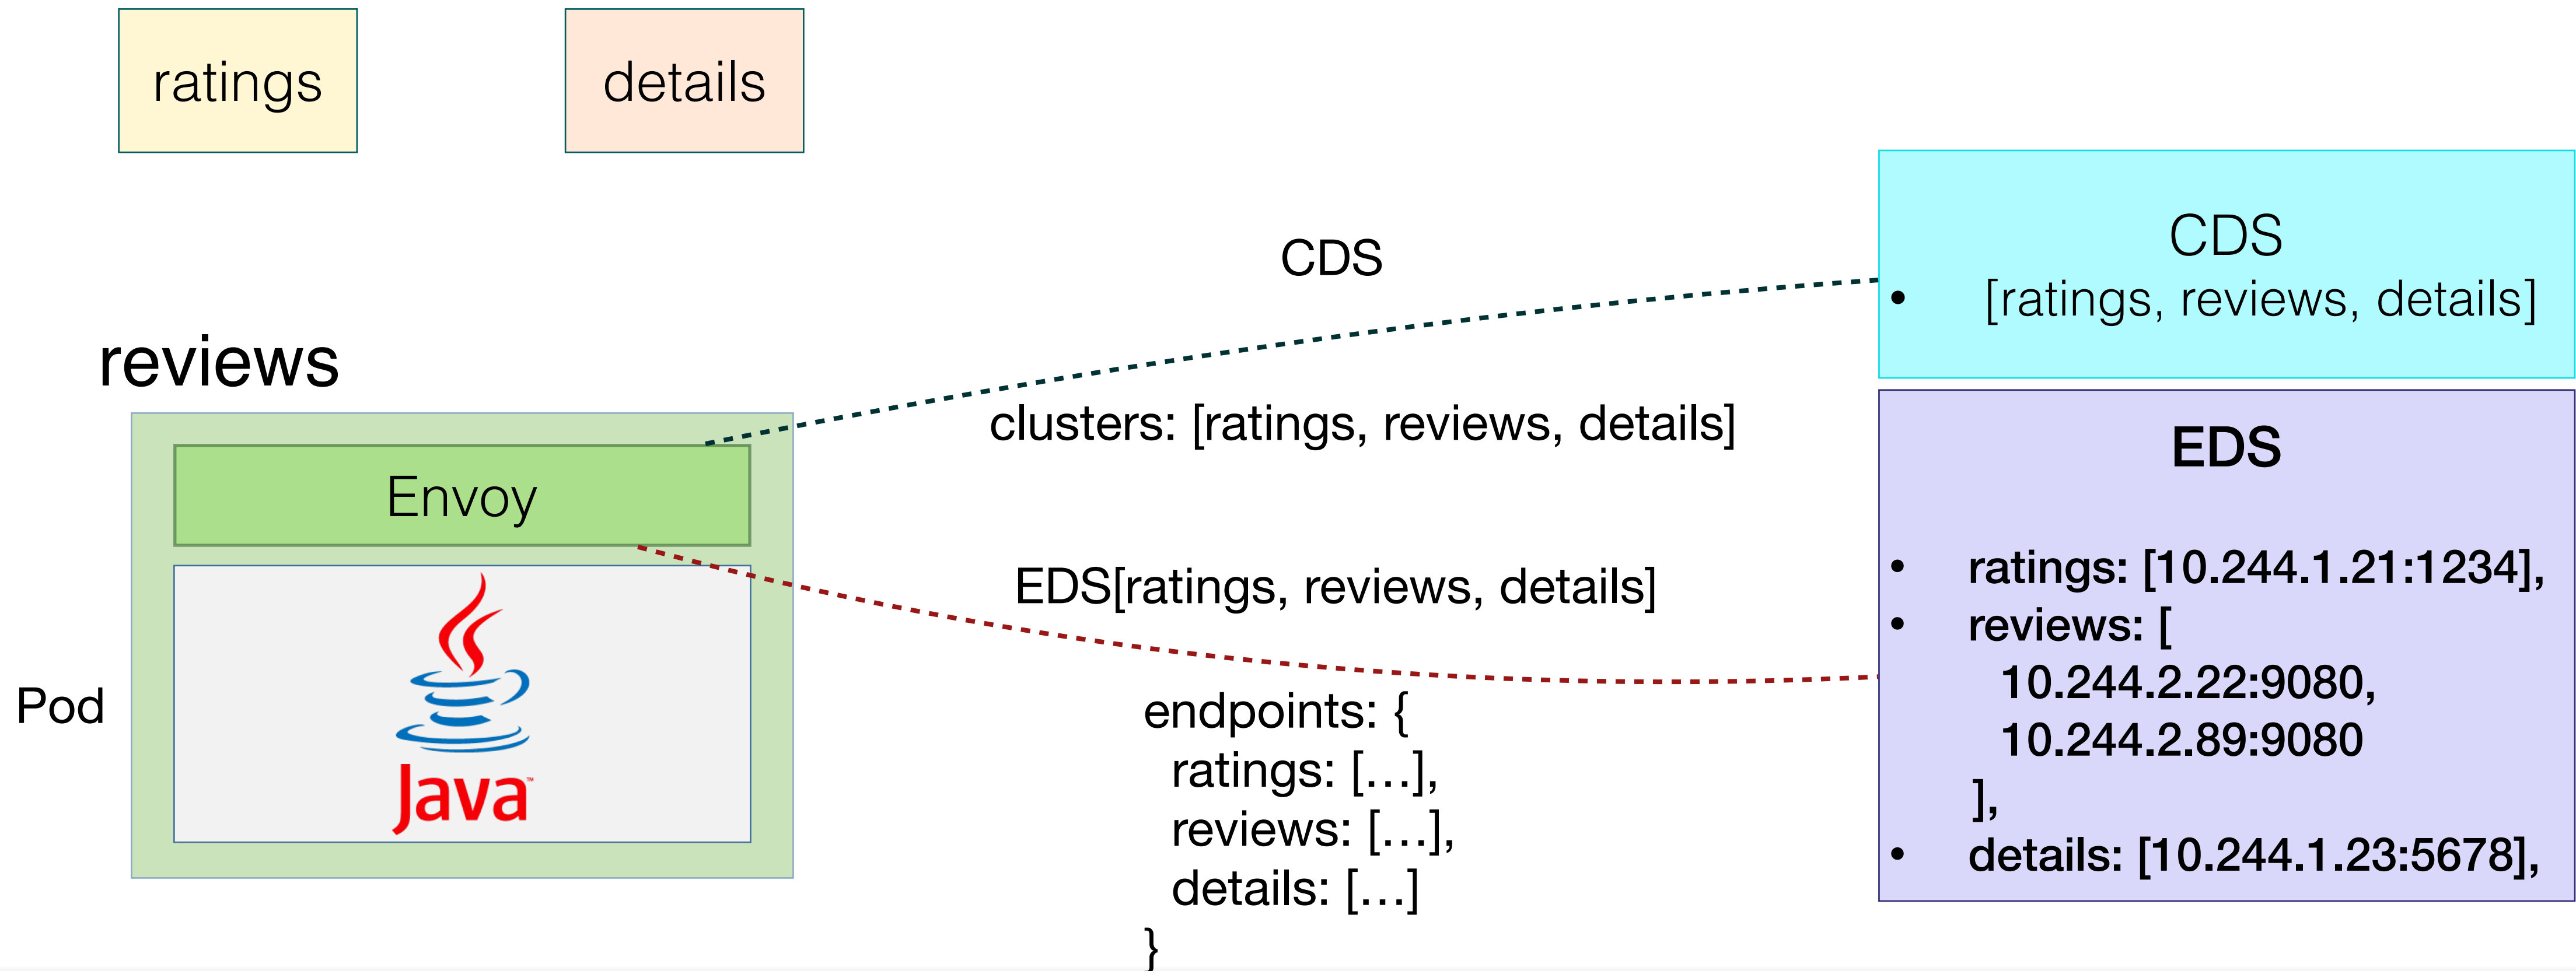 ratings
details
CDS
CDS
• [ratings, reviews, details]
reviews
clusters: [ratings, reviews, details]
Envoy
EDS
EDS[ratings, reviews, details]
• ratings: [10.244.1.21:1234],
• reviews: [
10.244.2.22:9080,
10.244.2.89:9080
],
• details: [10.244.1.23:5678],
Pod
Java™
endpoints: {
ratings: [...],
reviews: [...],
details: [...]
}